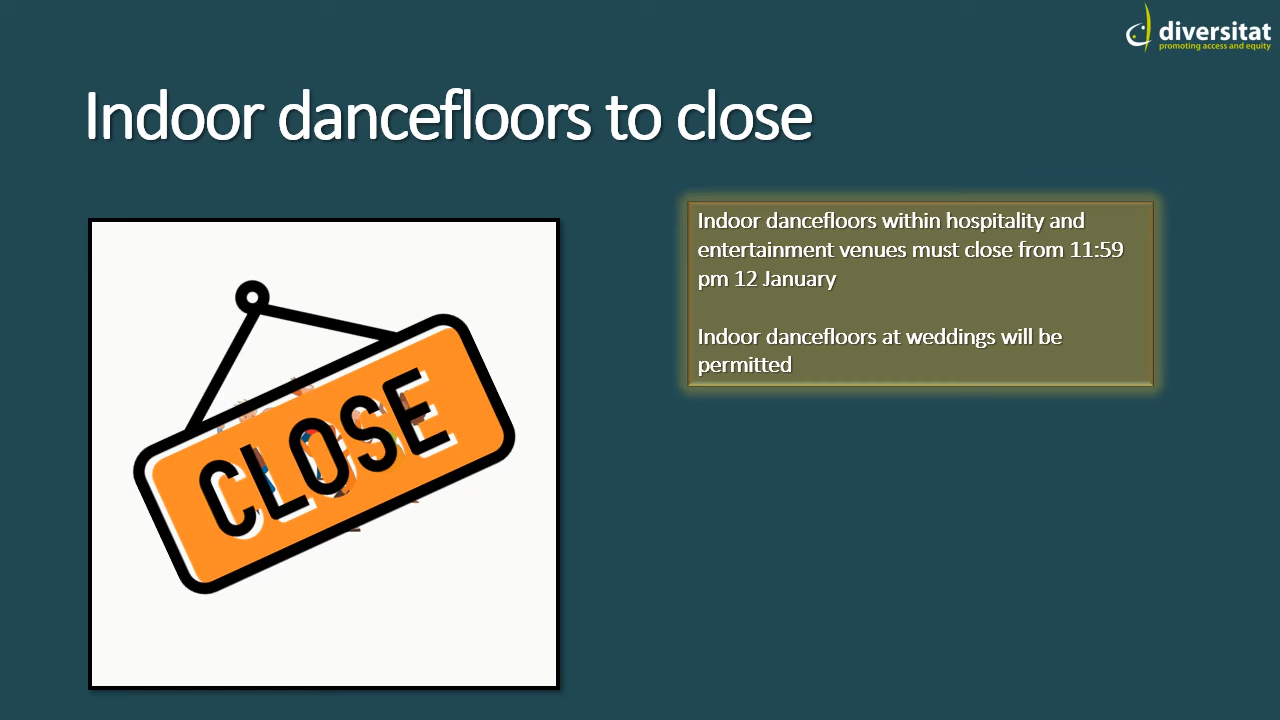 diversitat
promoting access and equity
Indoor dancefloors to close
Indoor dancefloors within hospitality and
entertainment venues must close from 11:59
pm 12 January
Indoor dancefloors at weddings will be
permitted
CLOSE